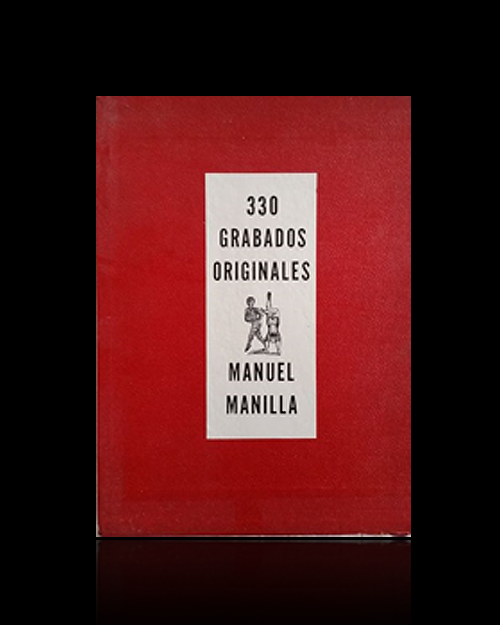 330
GRABADOS
ORIGINALES
MANUEL
MANILLA